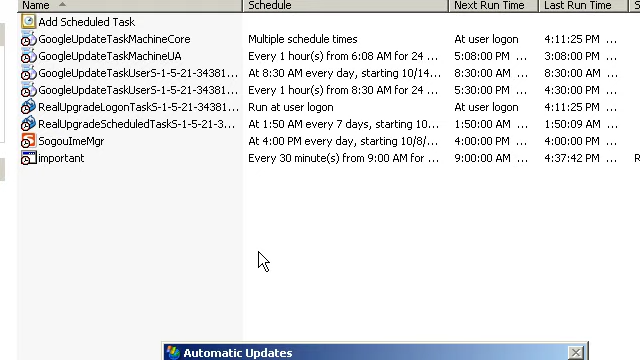 Name Schedule Next Run Time Last Run Time S
Add Scheduled Task
GoogleUpdateTaskMachineCore Multiple schedule times At user logon 4:11:25 PM ...
GoogleUpdateTaskMachineUA Every 1 hour(s) from 6:08 AM for 24 ... 5:08:00 PM ... 3:08:00 PM ...
GoogleUpdateTaskUserS-1-5-21-34381... At 8:30 AM every day, starting 10/14... 8:30:00 AM ... 8:30:00 AM ...
GoogleUpdateTaskUserS-1-5-21-34381... Every 1 hour(s) from 8:30 AM for 24 ... 5:30:00 PM ... 4:30:00 PM ...
RealUpgradeLogonTaskS-1-5-21-34381... Run at user logon At user logon 4:11:25 PM ...
RealUpgradeScheduledTaskS-1-5-21-3... At 1:50 AM every 7 days, starting 10... 1:50:00 AM ... 1:50:09 AM ...
SogouImeMgr At 4:00 PM every day, starting 10/8/... 4:00:00 PM ... 4:00:00 PM ...
important Every 30 minute(s) from 9:00 AM for ... 9:00:00 AM ... 4:37:42 PM ... R
Automatic Updates